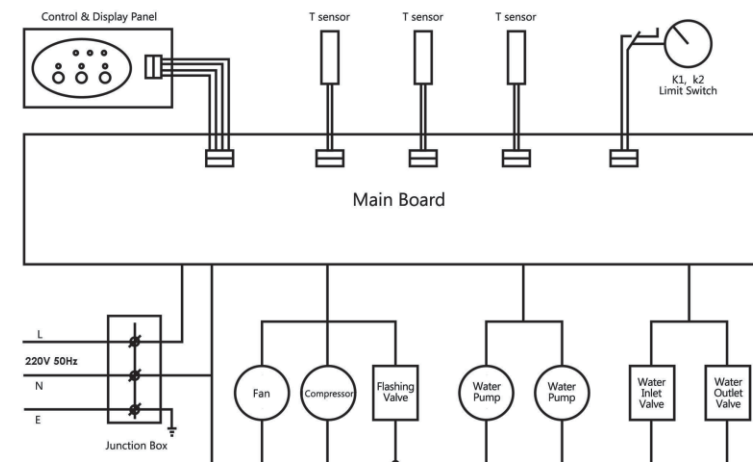 Control & Display Panel
T sensor
T sensor
T sensor
K1, k2
Limit Switch
Main Board
L
220V 50Hz
N
E
Junction Box
Fan
Compressor
Flashing
Valve
Water
Pump
Water
Pump
Water
Inlet
Valve
Water
Outlet
Valve